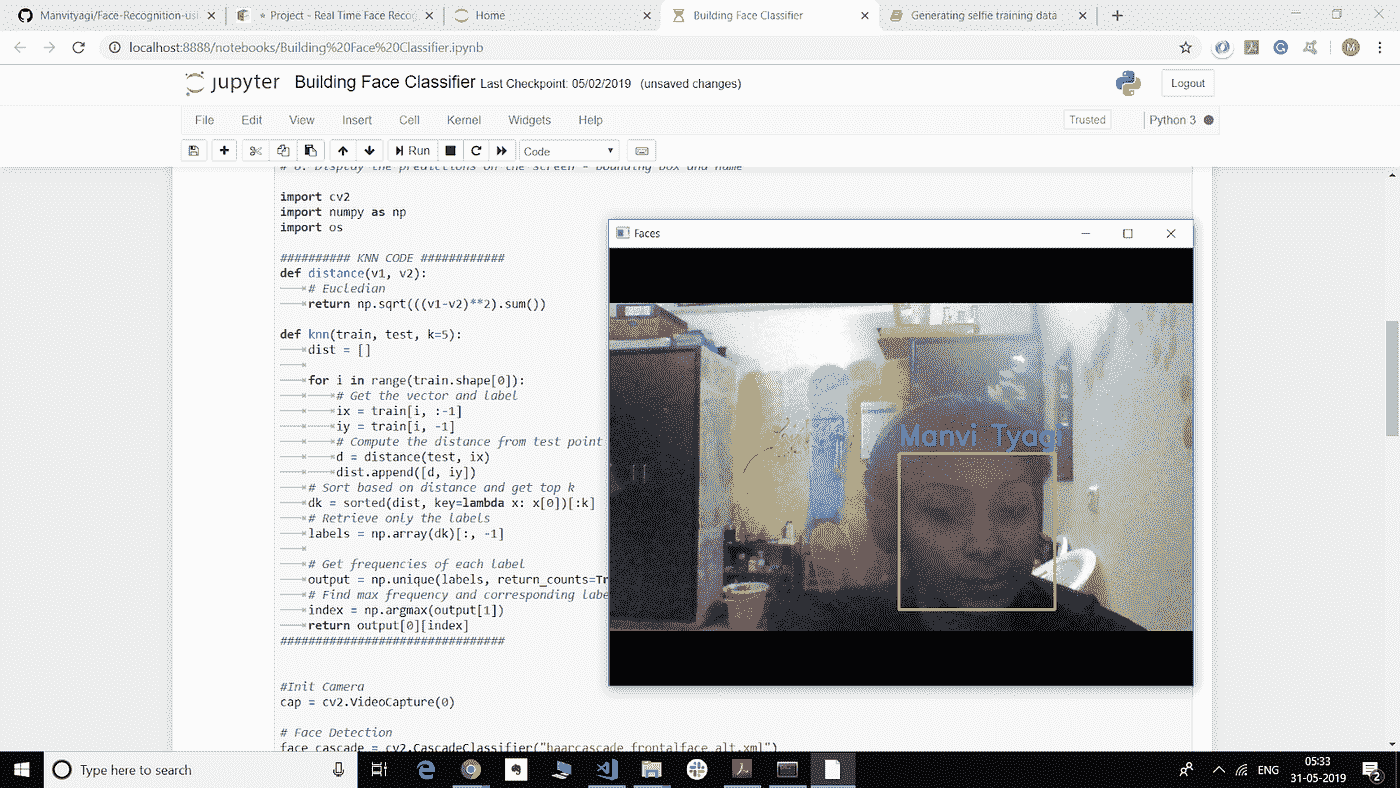 Manvityagi/Face-Recognition-usi
Project - Real Time Face Recog
Home
Building Face Classifier
Generating selfie training data
localhost:8888/notebooks/Building%20Face%20Classifier.ipynb
M
jupyter Building Face Classifier Last Checkpoint: 05/02/2019 (unsaved changes)
Logout
File Edit View Insert Cell Kernel Widgets Help
Trusted
Python 3
Run
Code
# 6. Display the predictions on the screen - bounding box and name
import cv2
import numpy as np
import os
########## KNN CODE ############
def distance(v1, v2):
# Eucledian
return np.sqrt(((v1-v2)**2).sum())
def knn(train, test, k=5):
dist = []
for i in range(train.shape[0]):
# Get the vector and label
ix = train[i, :-1]
iy = train[i, -1]
# Compute the distance from test point
d = distance(test, ix)
dist.append([d, iy])
# Sort based on distance and get top k
dk = sorted(dist, key=lambda x: x[0])[:k]
# Retrieve only the labels
labels = np.array(dk)[:, -1]
# Get frequencies of each label
output = np.unique(labels, return_counts=Tr
# Find max frequency and corresponding labe
index = np.argmax(output[1])
return output[0][index]
################################
#Init Camera
cap = cv2.VideoCapture(0)
# Face Detection
face_cascade = cv2.CascadeClassifier("haarcascade_frontalface_alt.xml")
Faces
Manvi Tyagi
Type here to search
ENG
05:33
31-05-2019
2